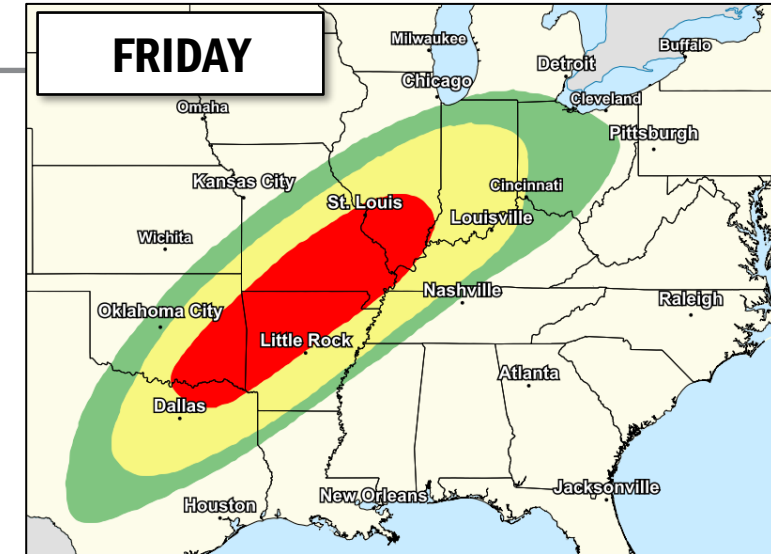 FRIDAY
Milwaukee
Buffalo
Detroit
Chicago
Cleveland
Omaha
Pittsburgh
Kansas City
Cincinnati
St. Louis
Louisville
Wichita
Nashville
Raleigh
Oklahoma City
Little Rock
Atlanta
Dallas
Jacksonville
New Orleans
Houston